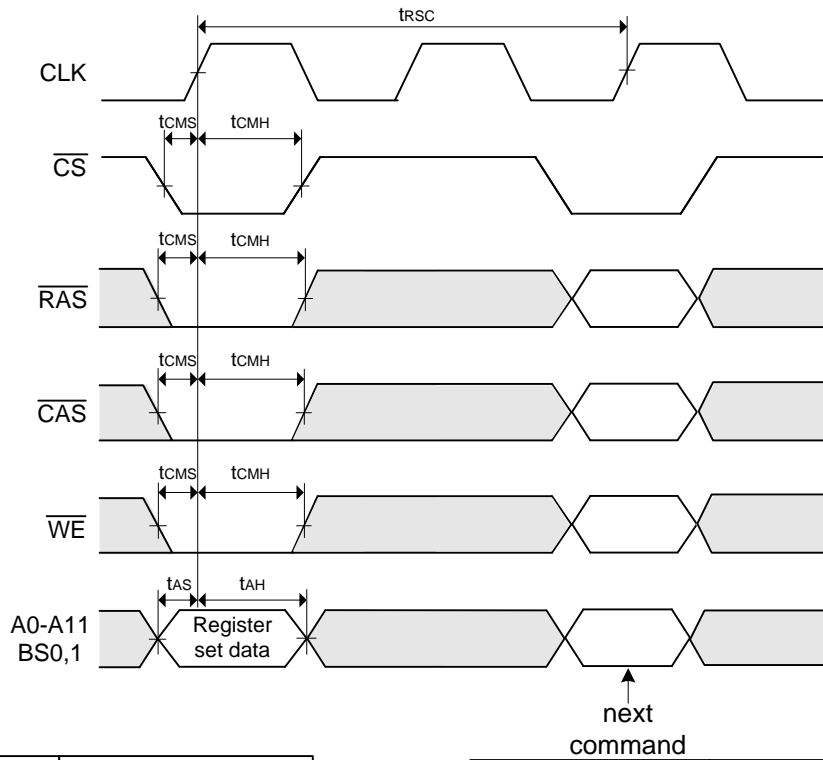 tRSC
CLK
tCMS tCMH
CS
tCMS tCMH
RAS
tCMS tCMH
CAS
tCMS tCMH
WE
tAS tAH
A0-A11
BS0,1
Register
set data
next
command